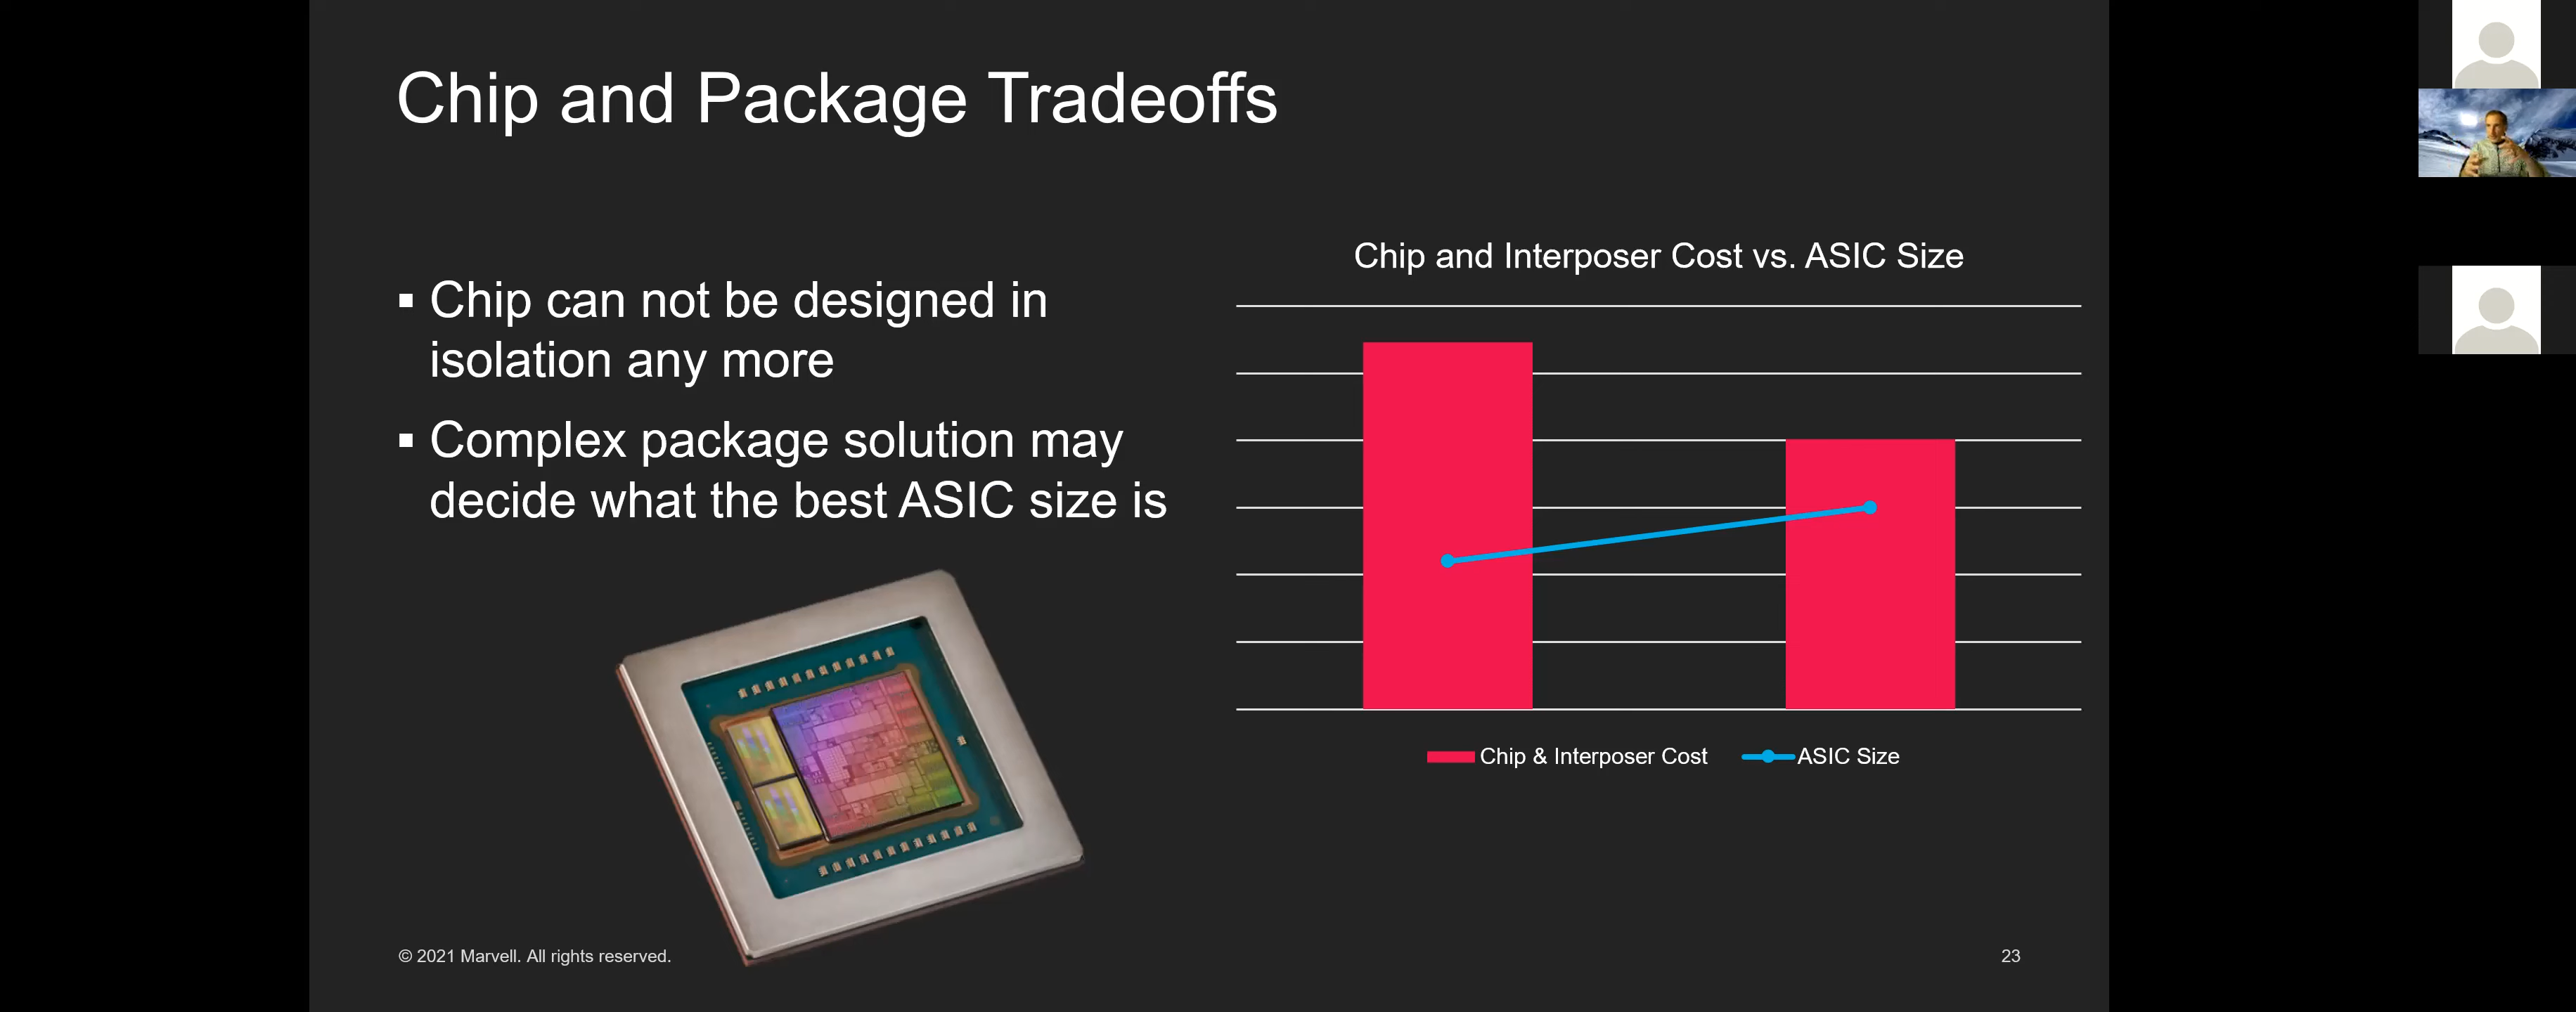 Chip and Package Tradeoffs
▪ Chip can not be designed in
isolation any more
▪ Complex package solution may
decide what the best ASIC size is
Chip and Interposer Cost vs. ASIC Size
Chip & Interposer Cost
ASIC Size
© 2021 Marvell. All rights reserved.
23